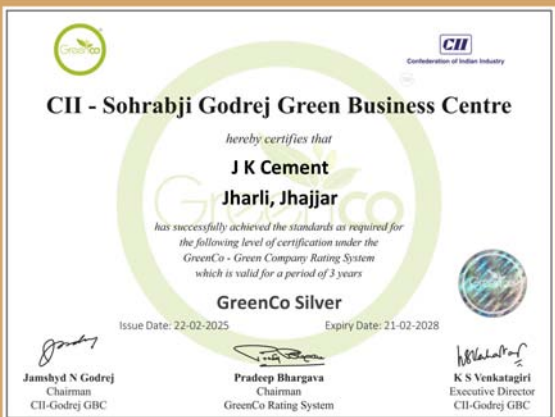 GreenCo
CII
Confederation of Indian Industry
CII - Sohrabji Godrej Green Business Centre
hereby certifies that
J K Cement
Jharli, Jhajjar
has successfully achieved the standards as required for
the following level of certification under the
GreenCo - Green Company Rating System
which is valid for a period of 3 years
GreenCo Silver
Issue Date: 22-02-2025 Expiry Date: 21-02-2028
Jamshyd N Godrej
Chairman
CII-Godrej GBC
Pradeep Bhargava
Chairman
GreenCo Rating System
K S Venkatagiri
Executive Director
CII-Godrej GBC